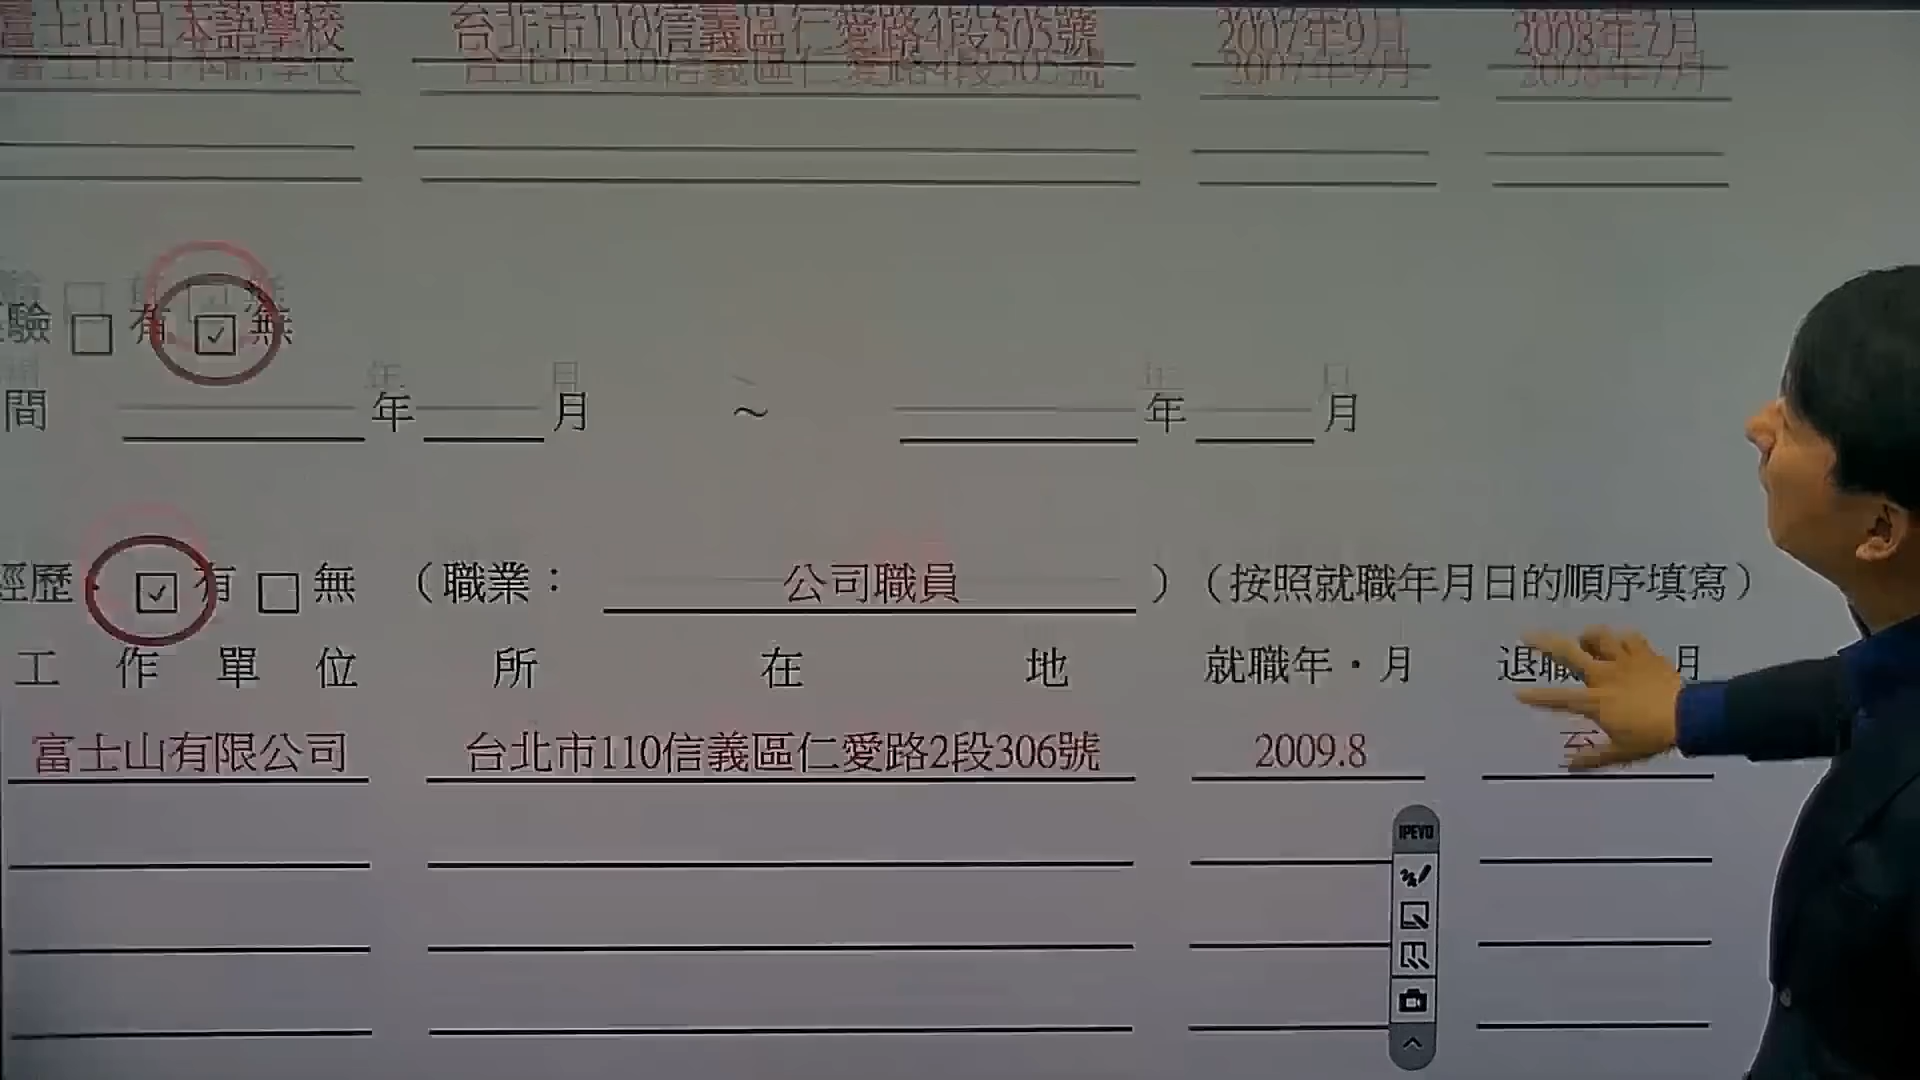 富士山日本語學校 台北市110信義區仁愛路4段505號 2007年9月 2008年7月
驗 有 無
間 年 月 ~ 年 月
經歷 有 無 (職業: 公司職員 ) (按照就職年月日的順序填寫)
工作單位 所在地 就職年・月 退職 月
富士山有限公司 台北市110信義區仁愛路2段306號 2009.8 至
IPEVO